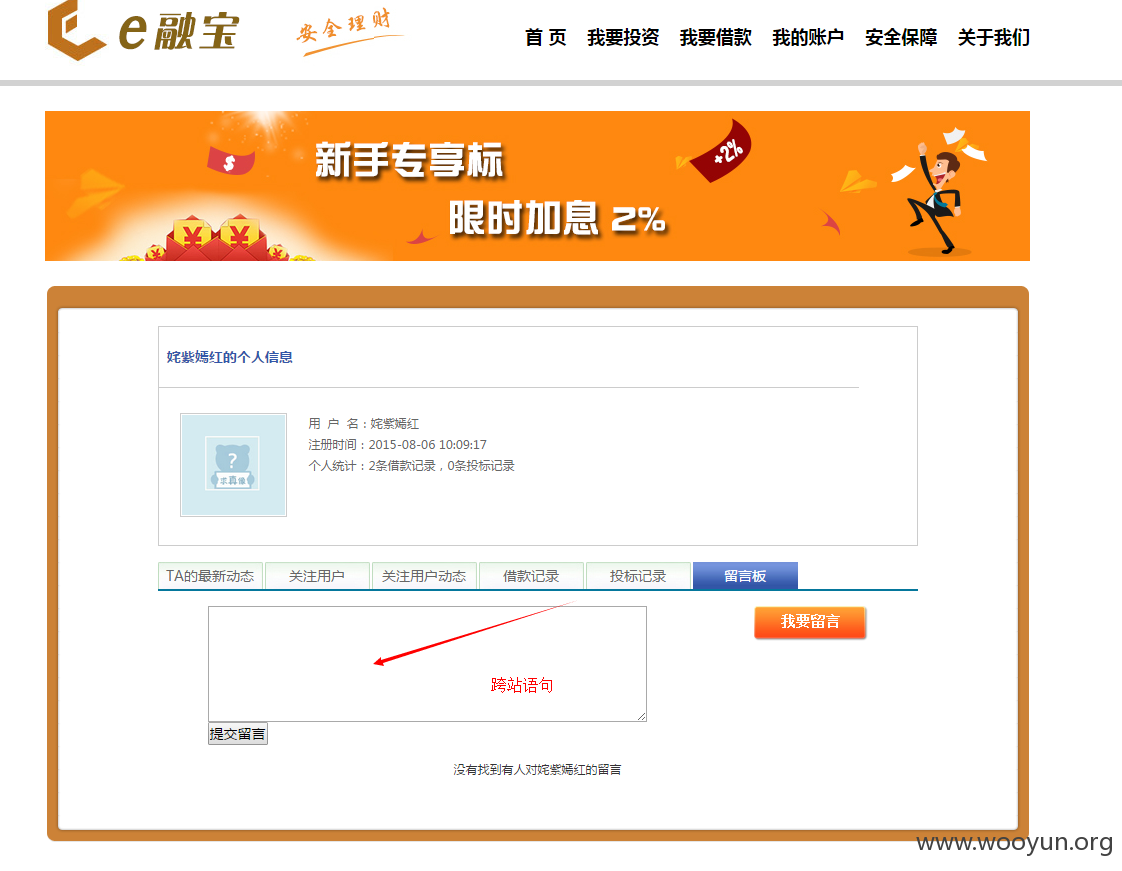 e融宝
安全理财
首 页 我要投资 我要借款 我的账户 安全保障 关于我们
$
新手专享标
+2%
限时加息 2%
¥ ¥
¥ ¥
姹紫嫣红的个人信息
用 户 名：姹紫嫣红
注册时间：2015-08-06 10:09:17
个人统计：2条借款记录，0条投标记录
?
求真像
TA的最新动态 关注用户 关注用户动态 借款记录 投标记录 留言板
我要留言
跨站语句
提交留言
没有找到有人对姹紫嫣红的留言
www.wooyun.org